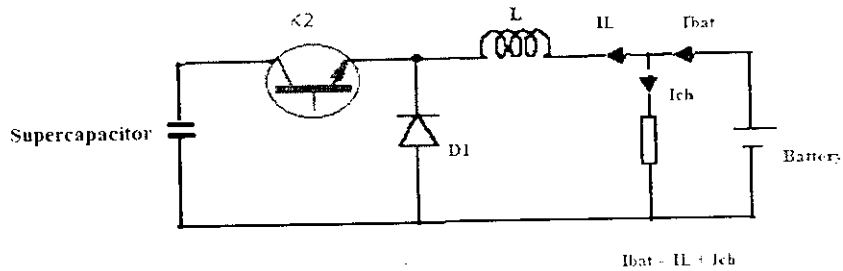 K2
L
IL
Ibat
Ich
Supercapacitor
D1
Battery
Ibat = IL + Ich